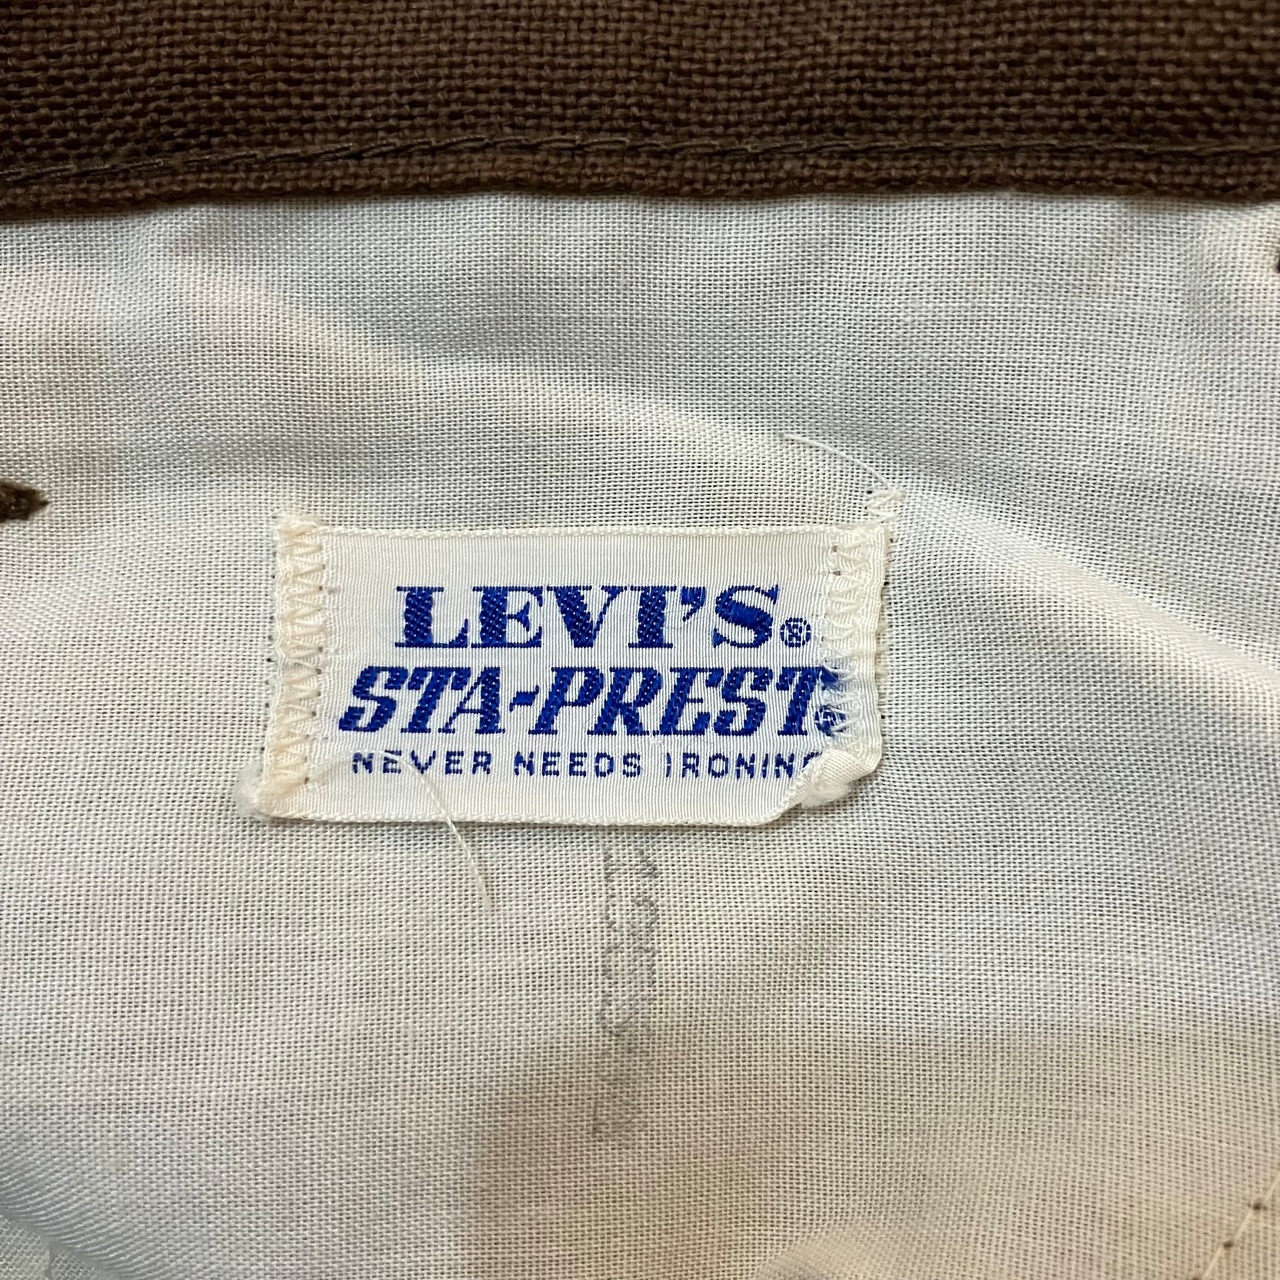 LEVI'S®
STA-PREST®
NEVER NEEDS IRONING